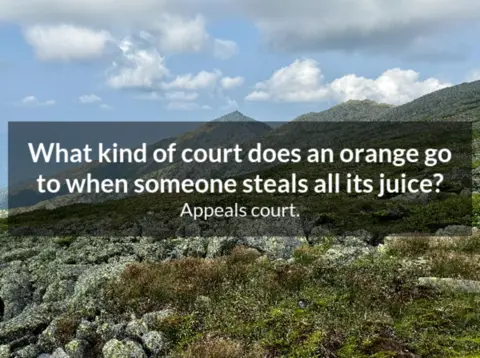 What kind of court does an orange go
to when someone steals all its juice?
Appeals court.